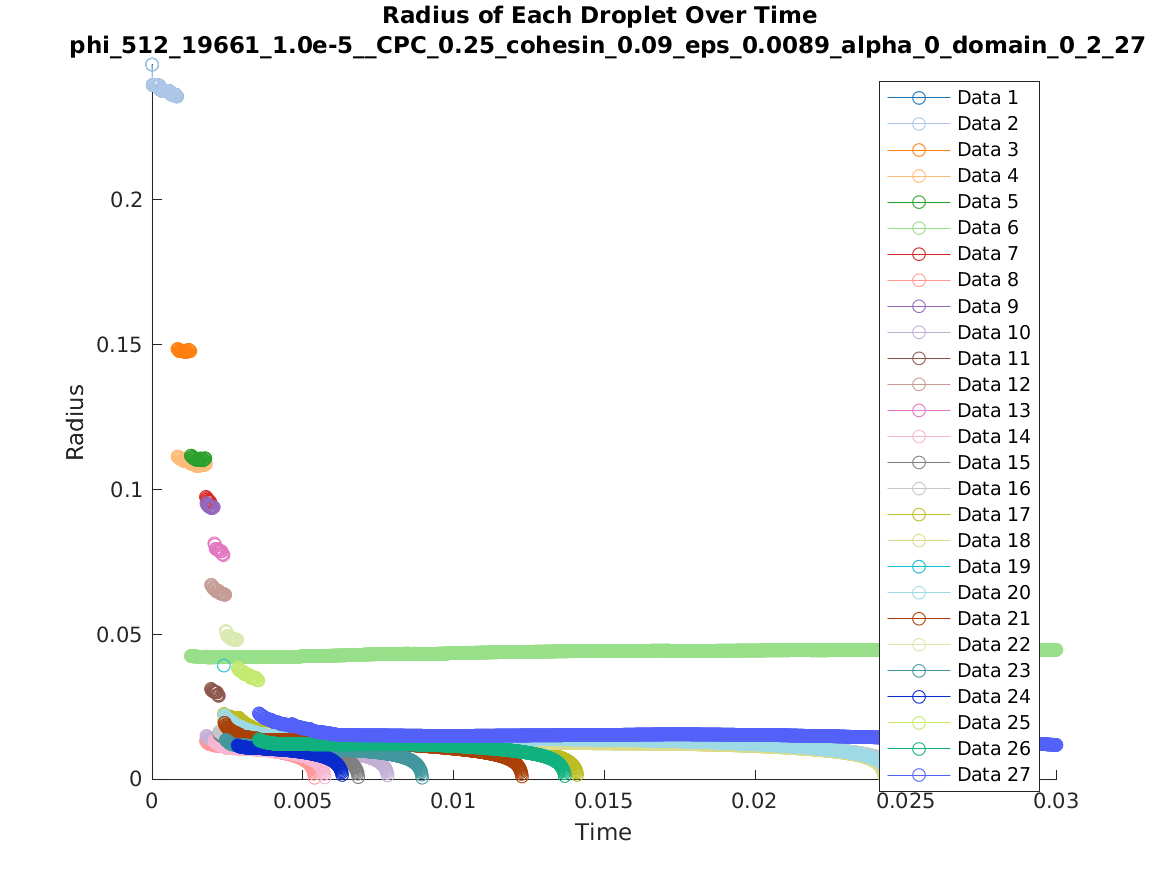 Radius of Each Droplet Over Time
phi_512_19661_1.0e-5__CPC_0.25_cohesin_0.09_eps_0.0089_alpha_0_domain_0_2_27
Radius
0.2
0.15
0.1
0.05
0
0
0.005
0.01
0.015
0.02
0.025
0.03
Time
Data 1
Data 2
Data 3
Data 4
Data 5
Data 6
Data 7
Data 8
Data 9
Data 10
Data 11
Data 12
Data 13
Data 14
Data 15
Data 16
Data 17
Data 18
Data 19
Data 20
Data 21
Data 22
Data 23
Data 24
Data 25
Data 26
Data 27